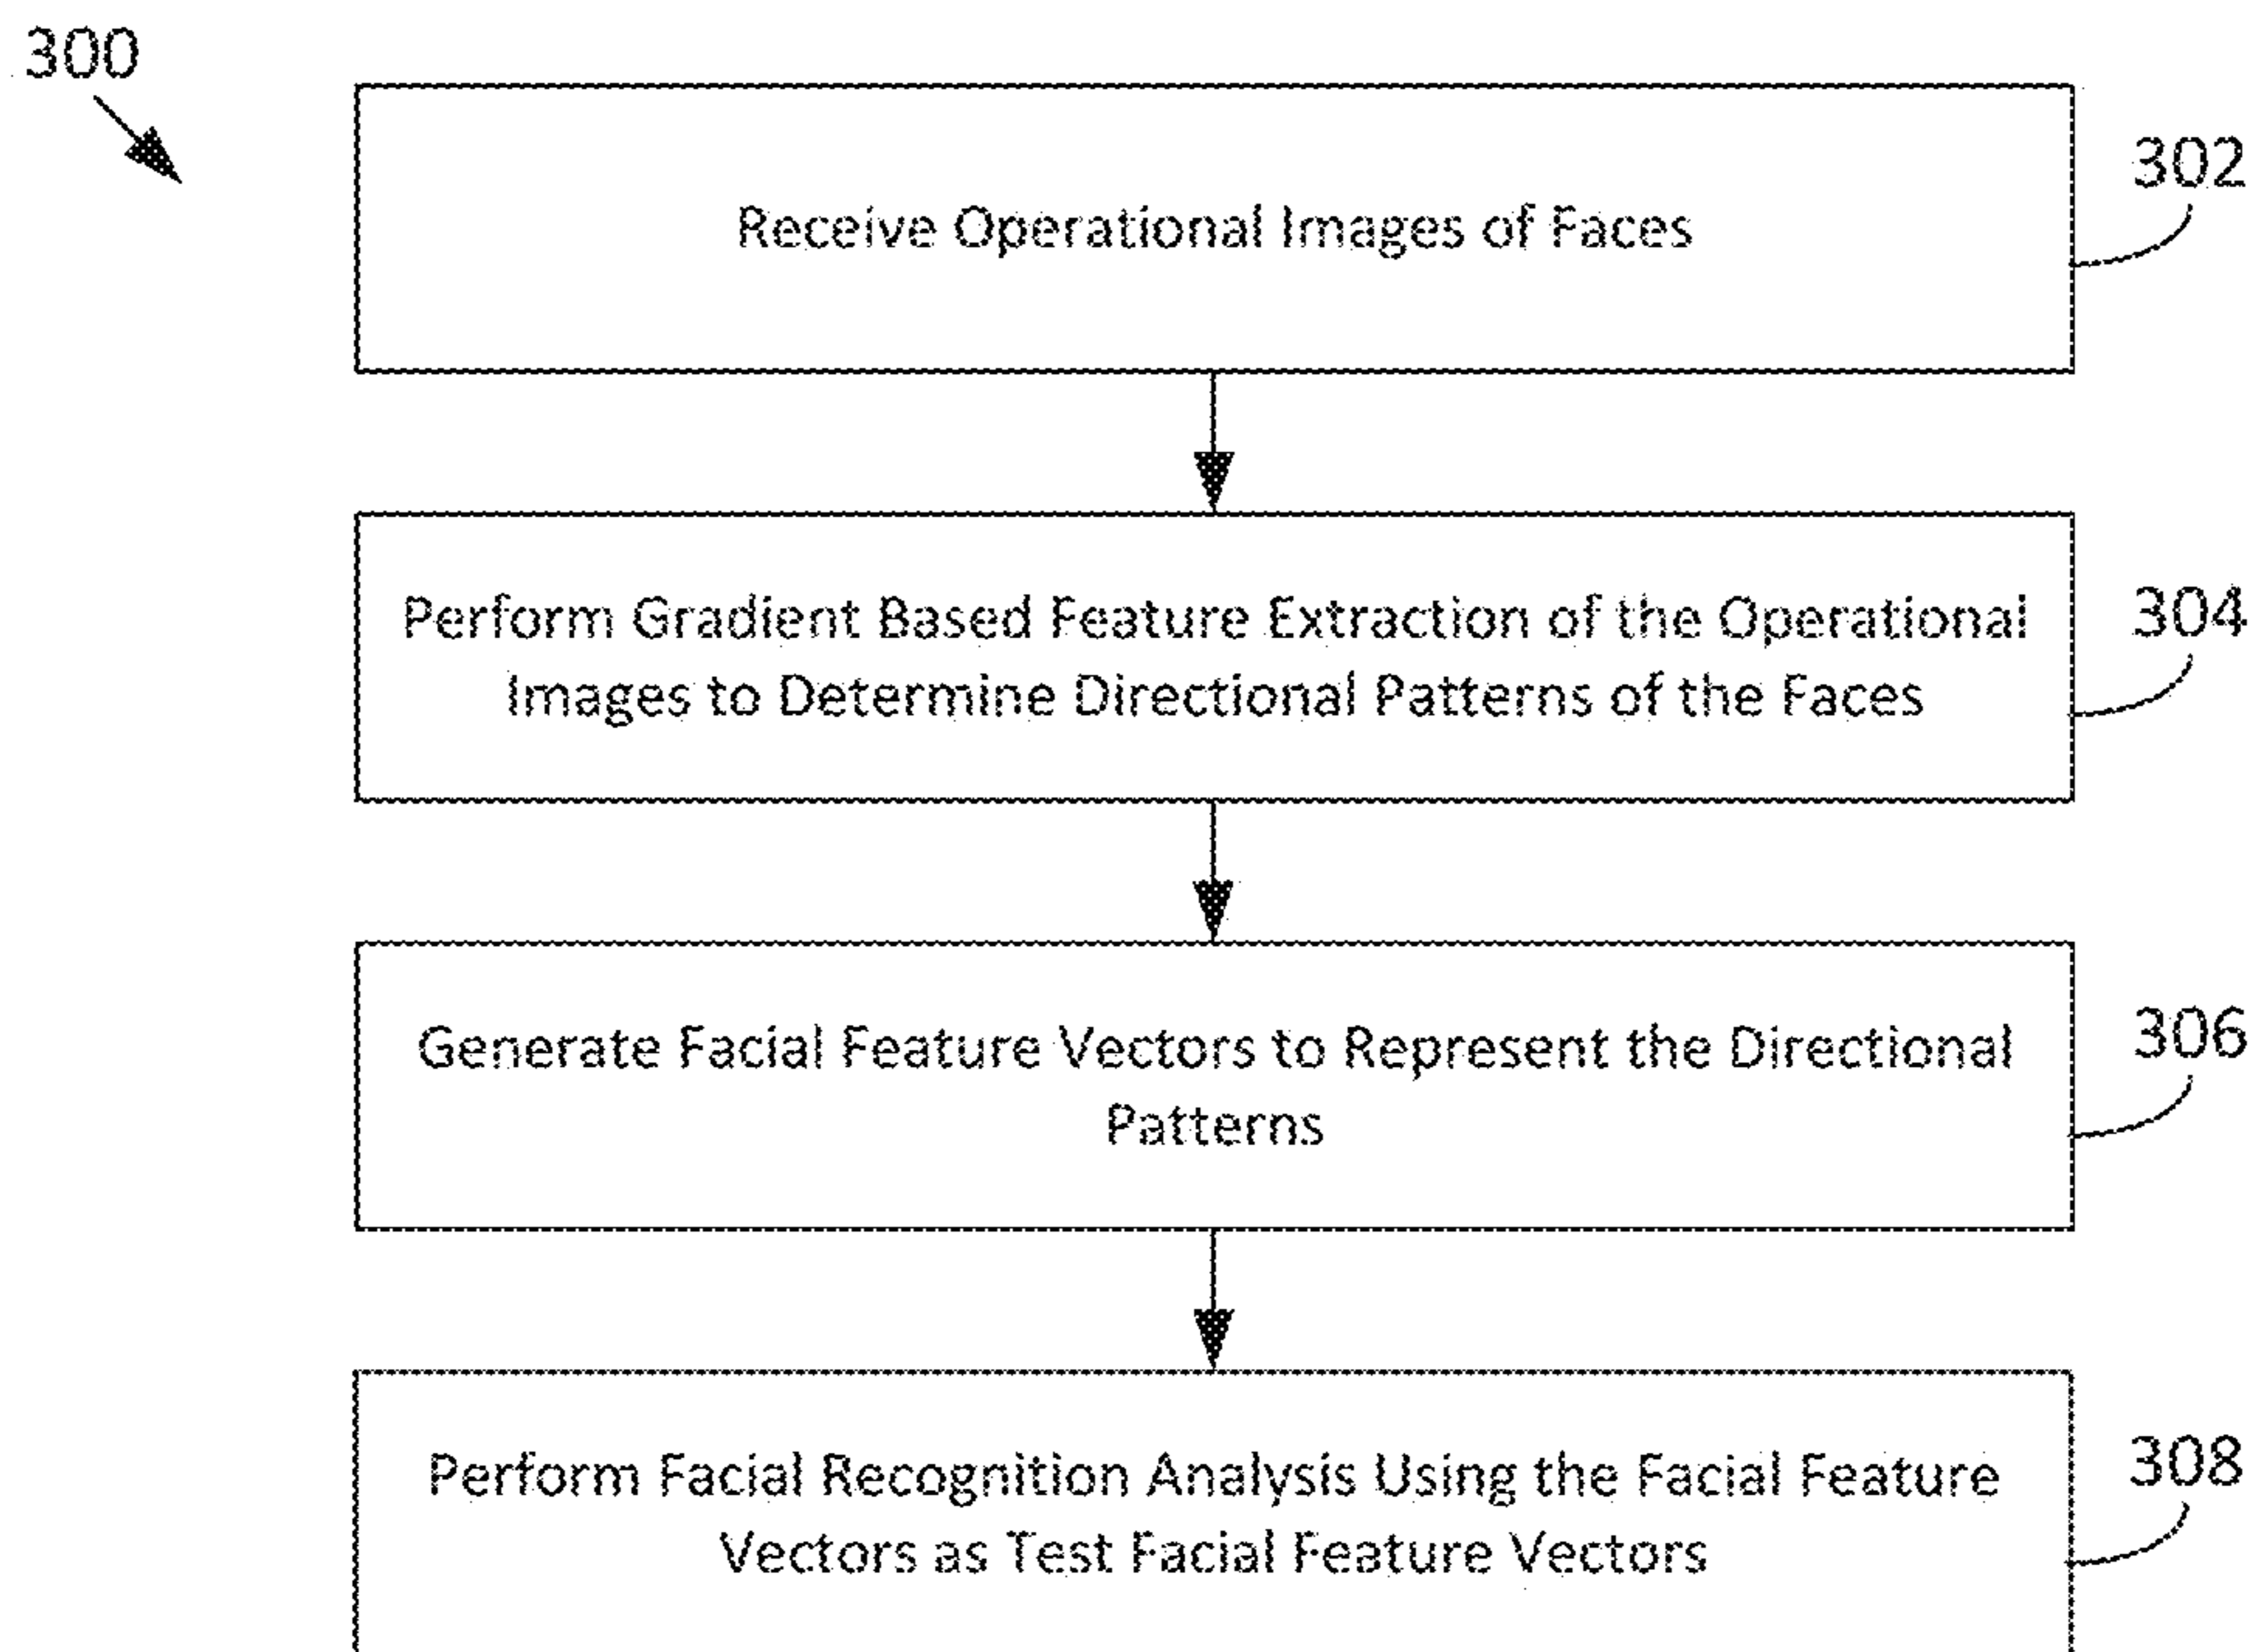 300
302
Receive Operational Images of Faces
304
Perform Gradient Based Feature Extraction of the Operational
Images to Determine Directional Patterns of the Faces
306
Generate Facial Feature Vectors to Represent the Directional
Patterns
308
Perform Facial Recognition Analysis Using the Facial Feature
Vectors as Test Facial Feature Vectors